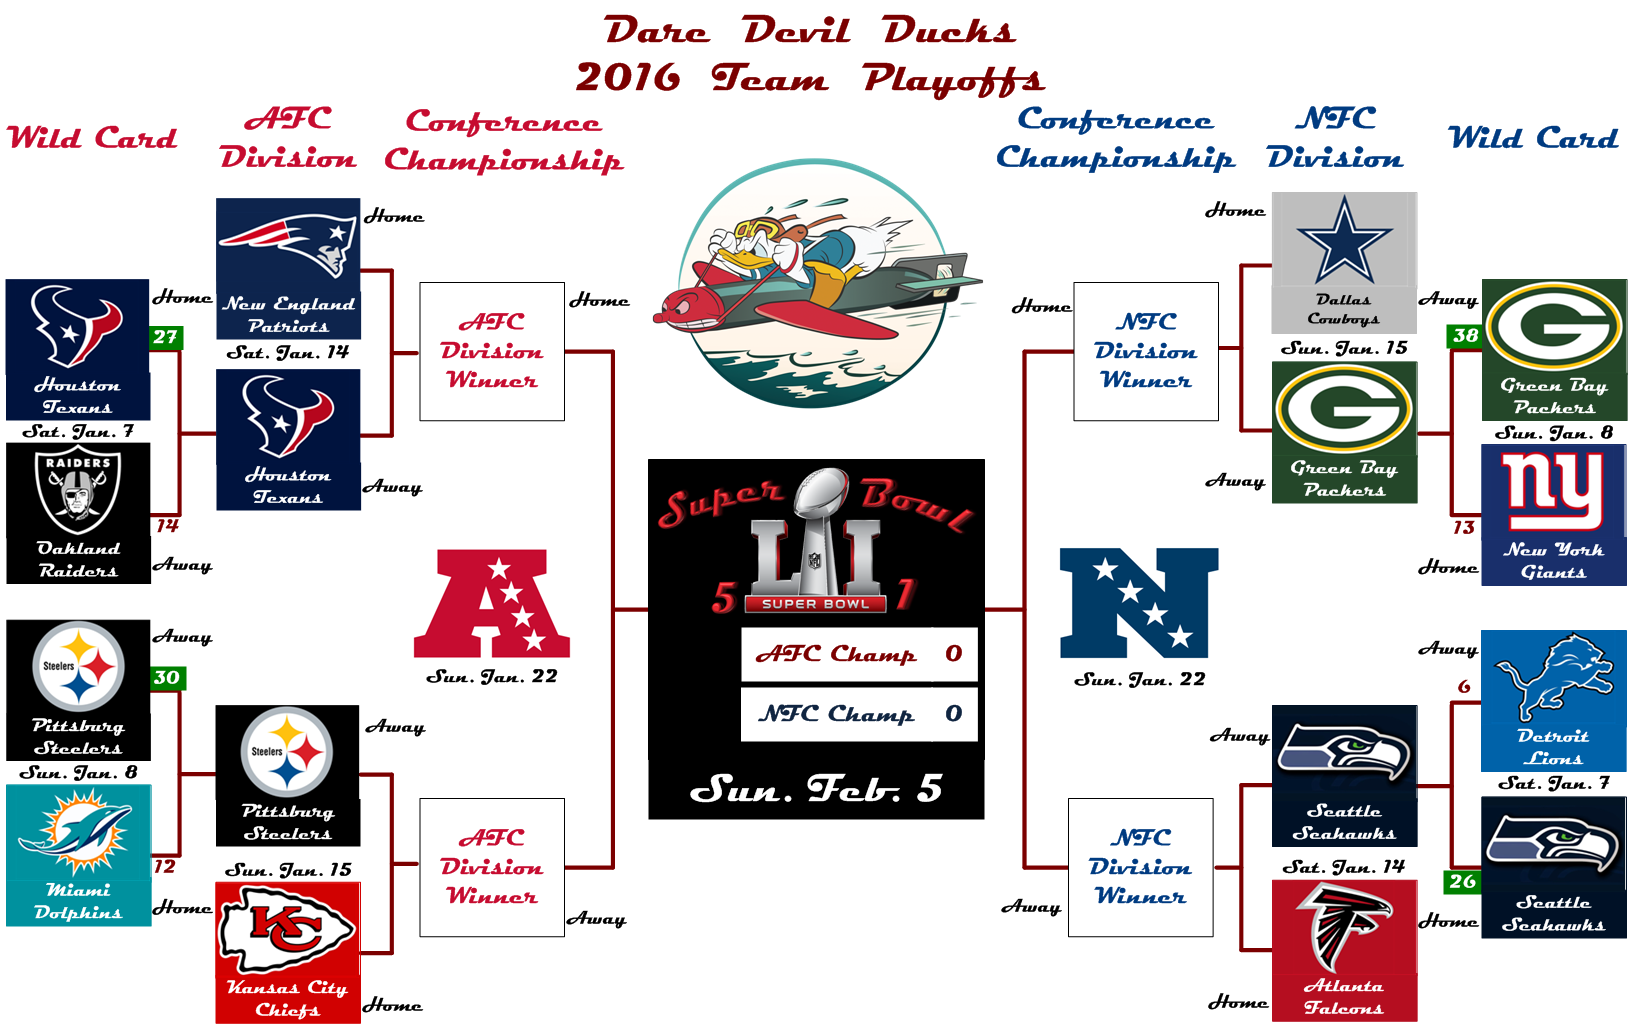 Dare Devil Ducks
2016 Team Playoffs
Wild Card
AFC
Division
Conference
Championship
Conference
Championship
NFC
Division
Wild Card
Home
27
Houston
Texans
Sat. Jan. 7
RAIDERS
14
Oakland
Raiders
Away
Away
Steelers
30
Pittsburg
Steelers
Sun. Jan. 8
12
Miami
Dolphins
Home
Home
New England
Patriots
Sat. Jan. 14
Houston
Texans
Away
Away
Steelers
Pittsburg
Steelers
Sun. Jan. 15
KC
Kansas City
Chiefs
Home
Home
AFC
Division
Winner
A
Sun. Jan. 22
AFC
Division
Winner
Away
Super Bowl
LI
NFL
5 1
SUPER BOWL
AFC Champ 0
NFC Champ 0
Sun. Feb. 5
Home
NFC
Division
Winner
N
Sun. Jan. 22
NFC
Division
Winner
Away
Home
Dallas
Cowboys
Sun. Jan. 15
G
Green Bay
Packers
Away
Away
Seattle
Seahawks
Sat. Jan. 14
Atlanta
Falcons
Home
Away
38
G
Green Bay
Packers
Sun. Jan. 8
ny
13
New York
Giants
Home
Away
6
Detroit
Lions
Sat. Jan. 7
26
Seattle
Seahawks
Home